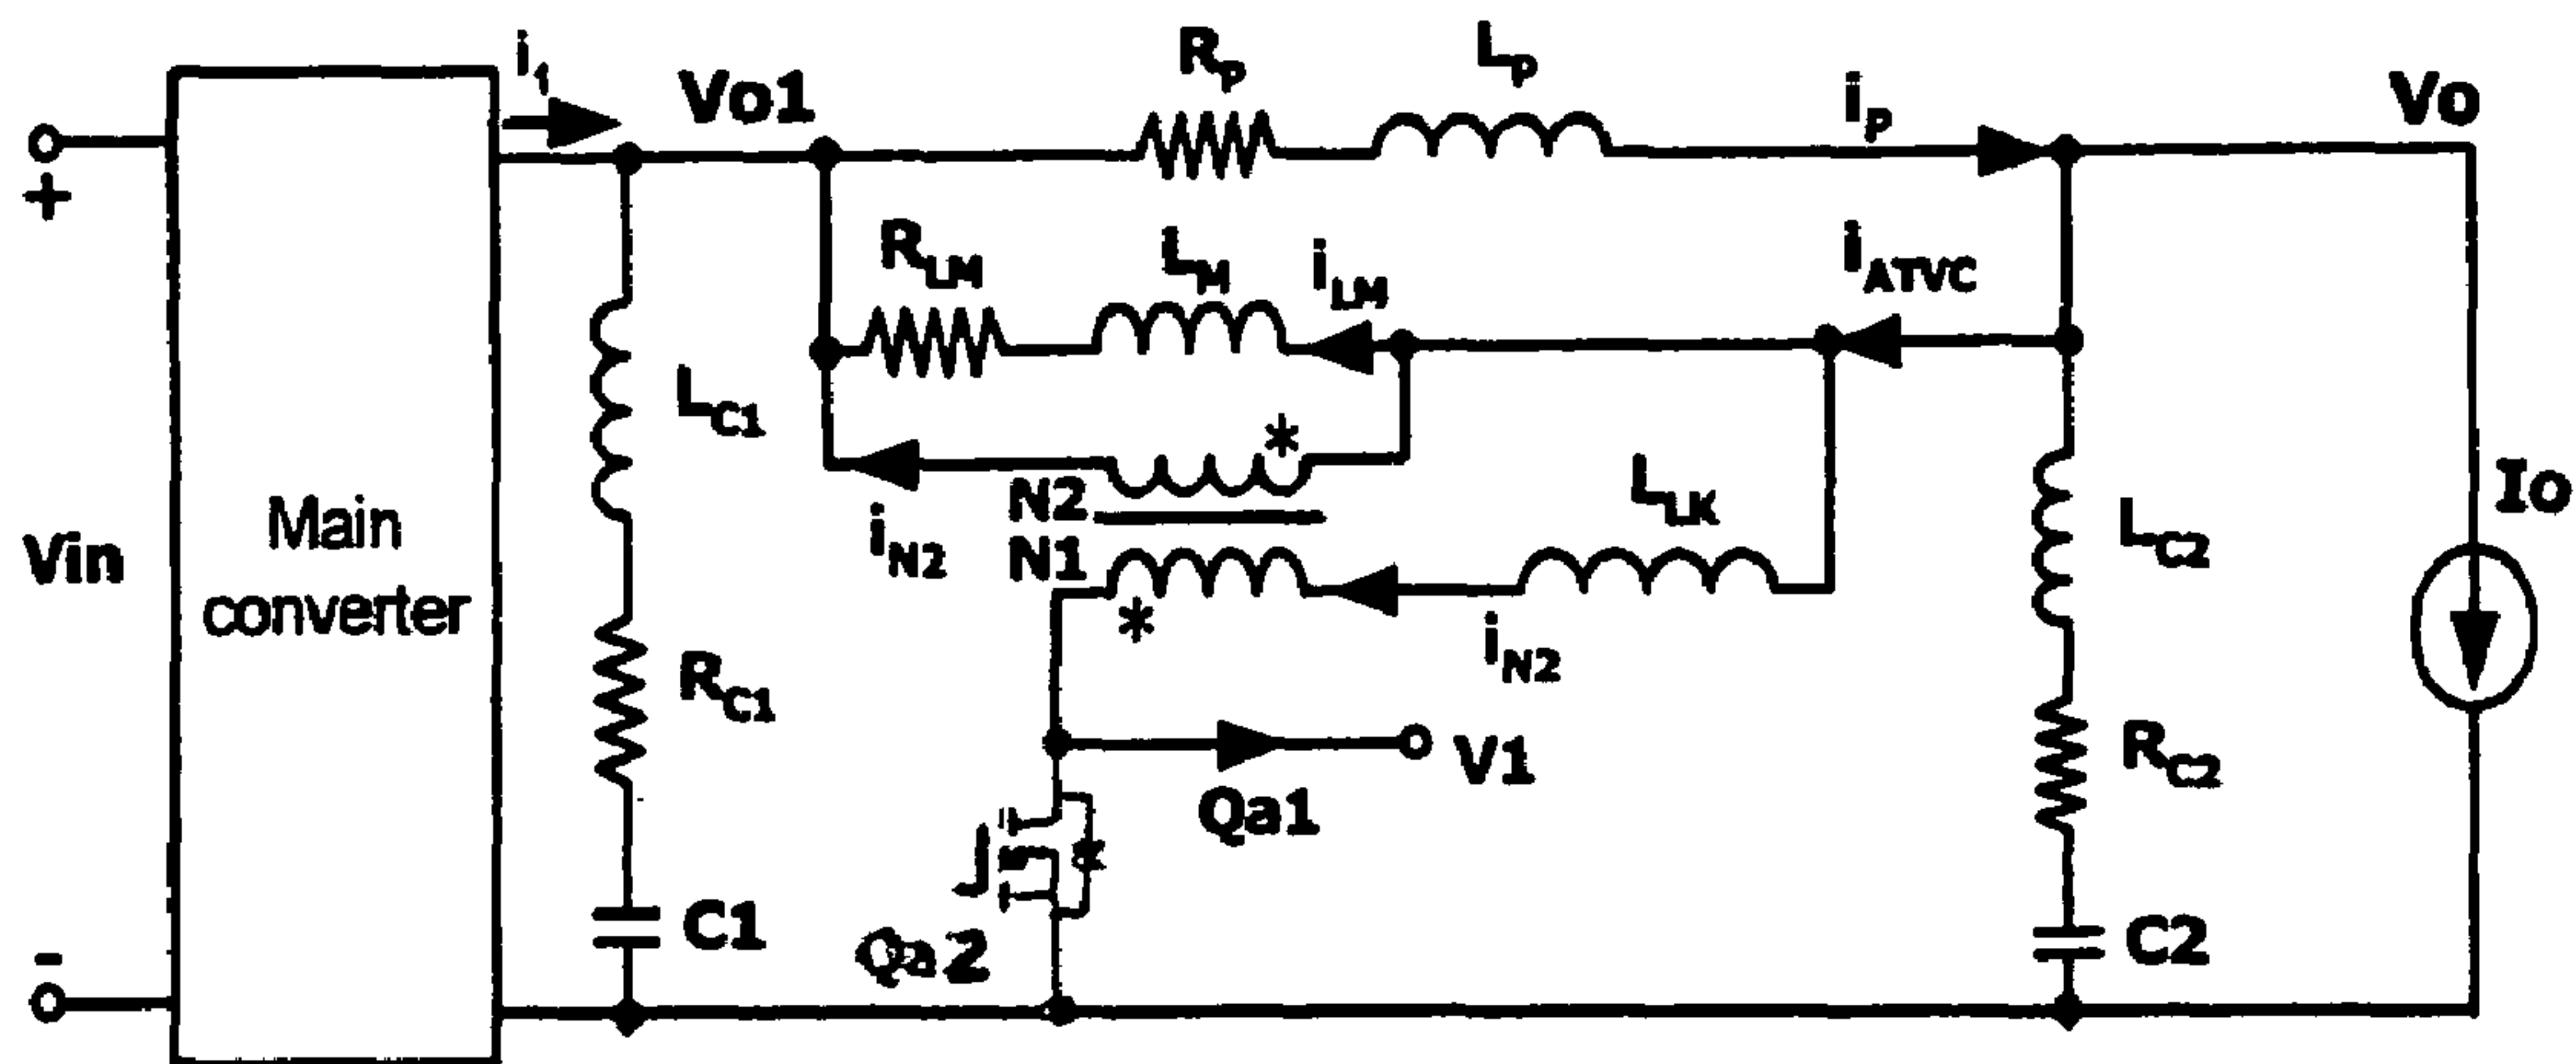 i1
Vo1
RP
LP
iP
Vo
+
RLM
LM
iLM
iATVC
LC1
*
N2
iN2
LLK
Vin
Main
converter
N1
*
iN2
LC2
Io
RC1
V1
Qa1
RC2
Qa2
C1
C2
-